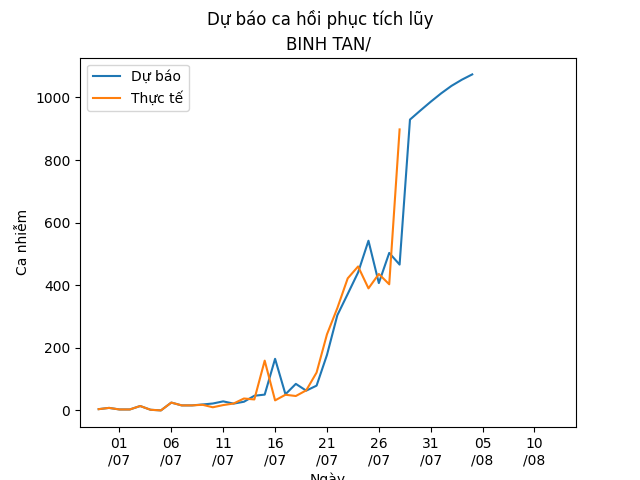 Dự báo ca hồi phục tích lũy
BINH TAN/
Dự báo
Thực tế
Ca nhiễm
1000
800
600
400
200
0
01 06 11 16 21 26 31 05 10
/07 /07 /07 /07 /07 /07 /07 /08 /08
Ngày